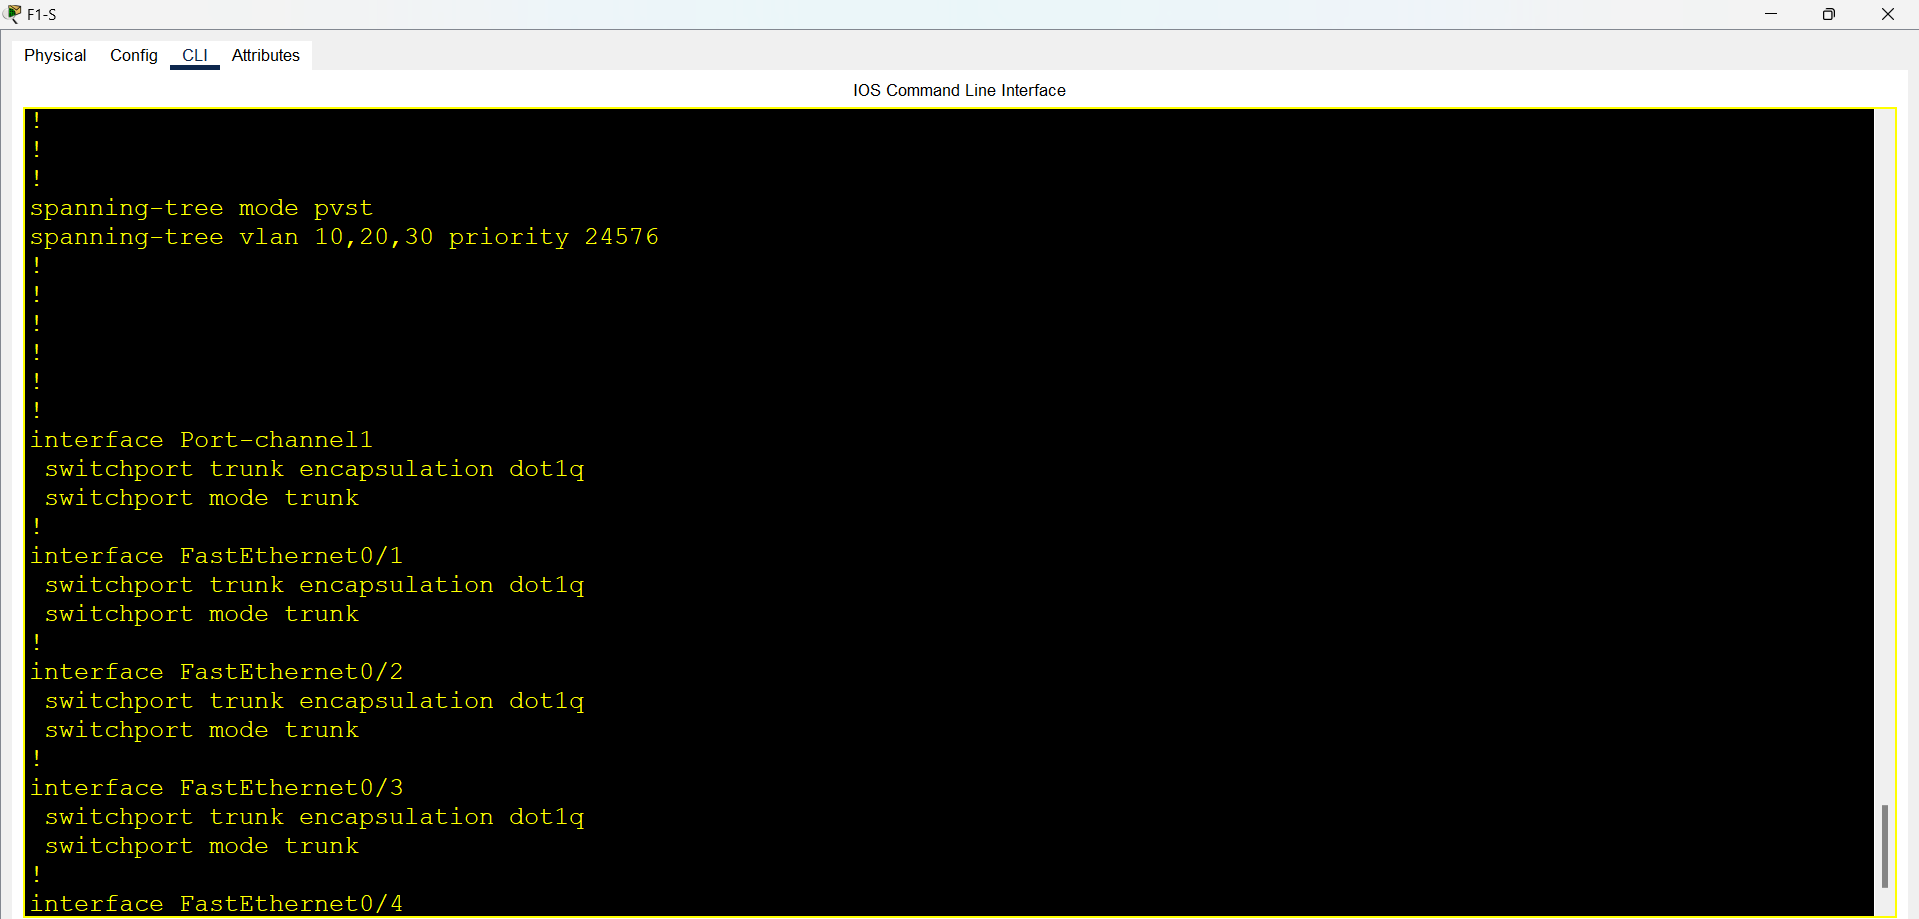 F1-S
Physical Config CLI Attributes
IOS Command Line Interface
!
!
!
spanning-tree mode pvst
spanning-tree vlan 10,20,30 priority 24576
!
!
!
!
!
!
interface Port-channel1
 switchport trunk encapsulation dot1q
 switchport mode trunk
!
interface FastEthernet0/1
 switchport trunk encapsulation dot1q
 switchport mode trunk
!
interface FastEthernet0/2
 switchport trunk encapsulation dot1q
 switchport mode trunk
!
interface FastEthernet0/3
 switchport trunk encapsulation dot1q
 switchport mode trunk
!
interface FastEthernet0/4